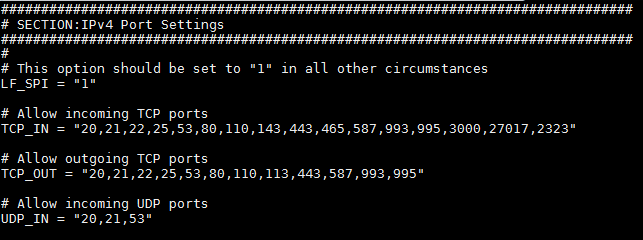 ###############################################################################
# SECTION:IPv4 Port Settings
###############################################################################
#
# This option should be set to "1" in all other circumstances
LF_SPI = "1"
# Allow incoming TCP ports
TCP_IN = "20,21,22,25,53,80,110,143,443,465,587,993,995,3000,27017,2323"
# Allow outgoing TCP ports
TCP_OUT = "20,21,22,25,53,80,110,113,443,587,993,995"
# Allow incoming UDP ports
UDP_IN = "20,21,53"